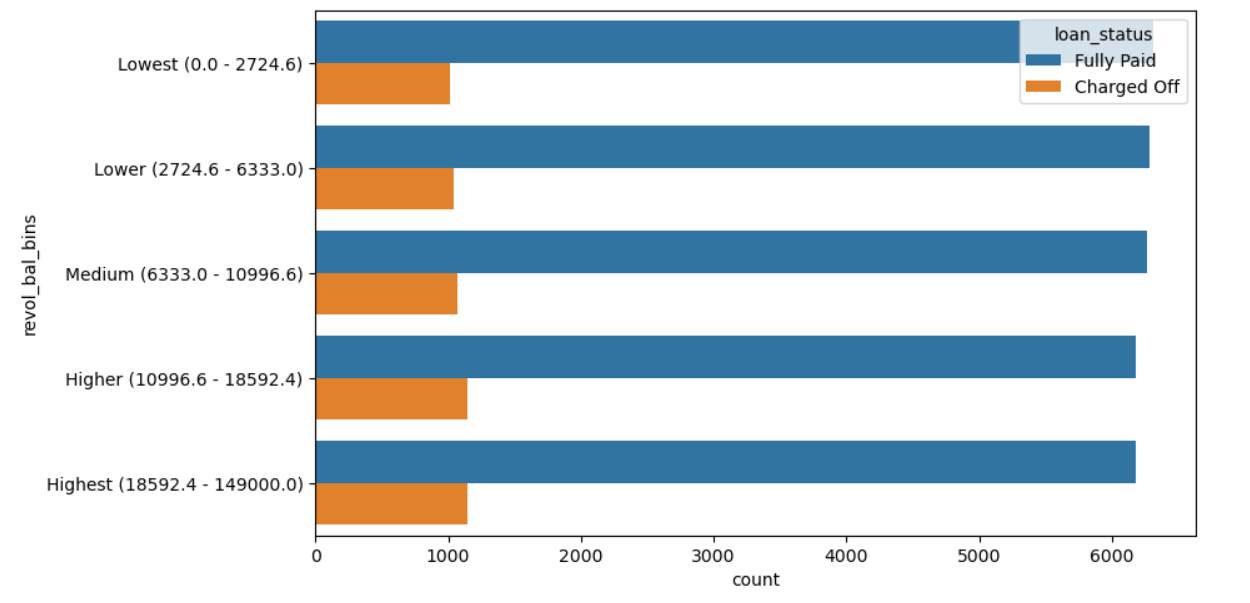 loan_status
Fully Paid
Charged Off
Lowest (0.0 - 2724.6)
Lower (2724.6 - 6333.0)
Medium (6333.0 - 10996.6)
Higher (10996.6 - 18592.4)
Highest (18592.4 - 149000.0)
revol_bal_bins
0 1000 2000 3000 4000 5000 6000
count